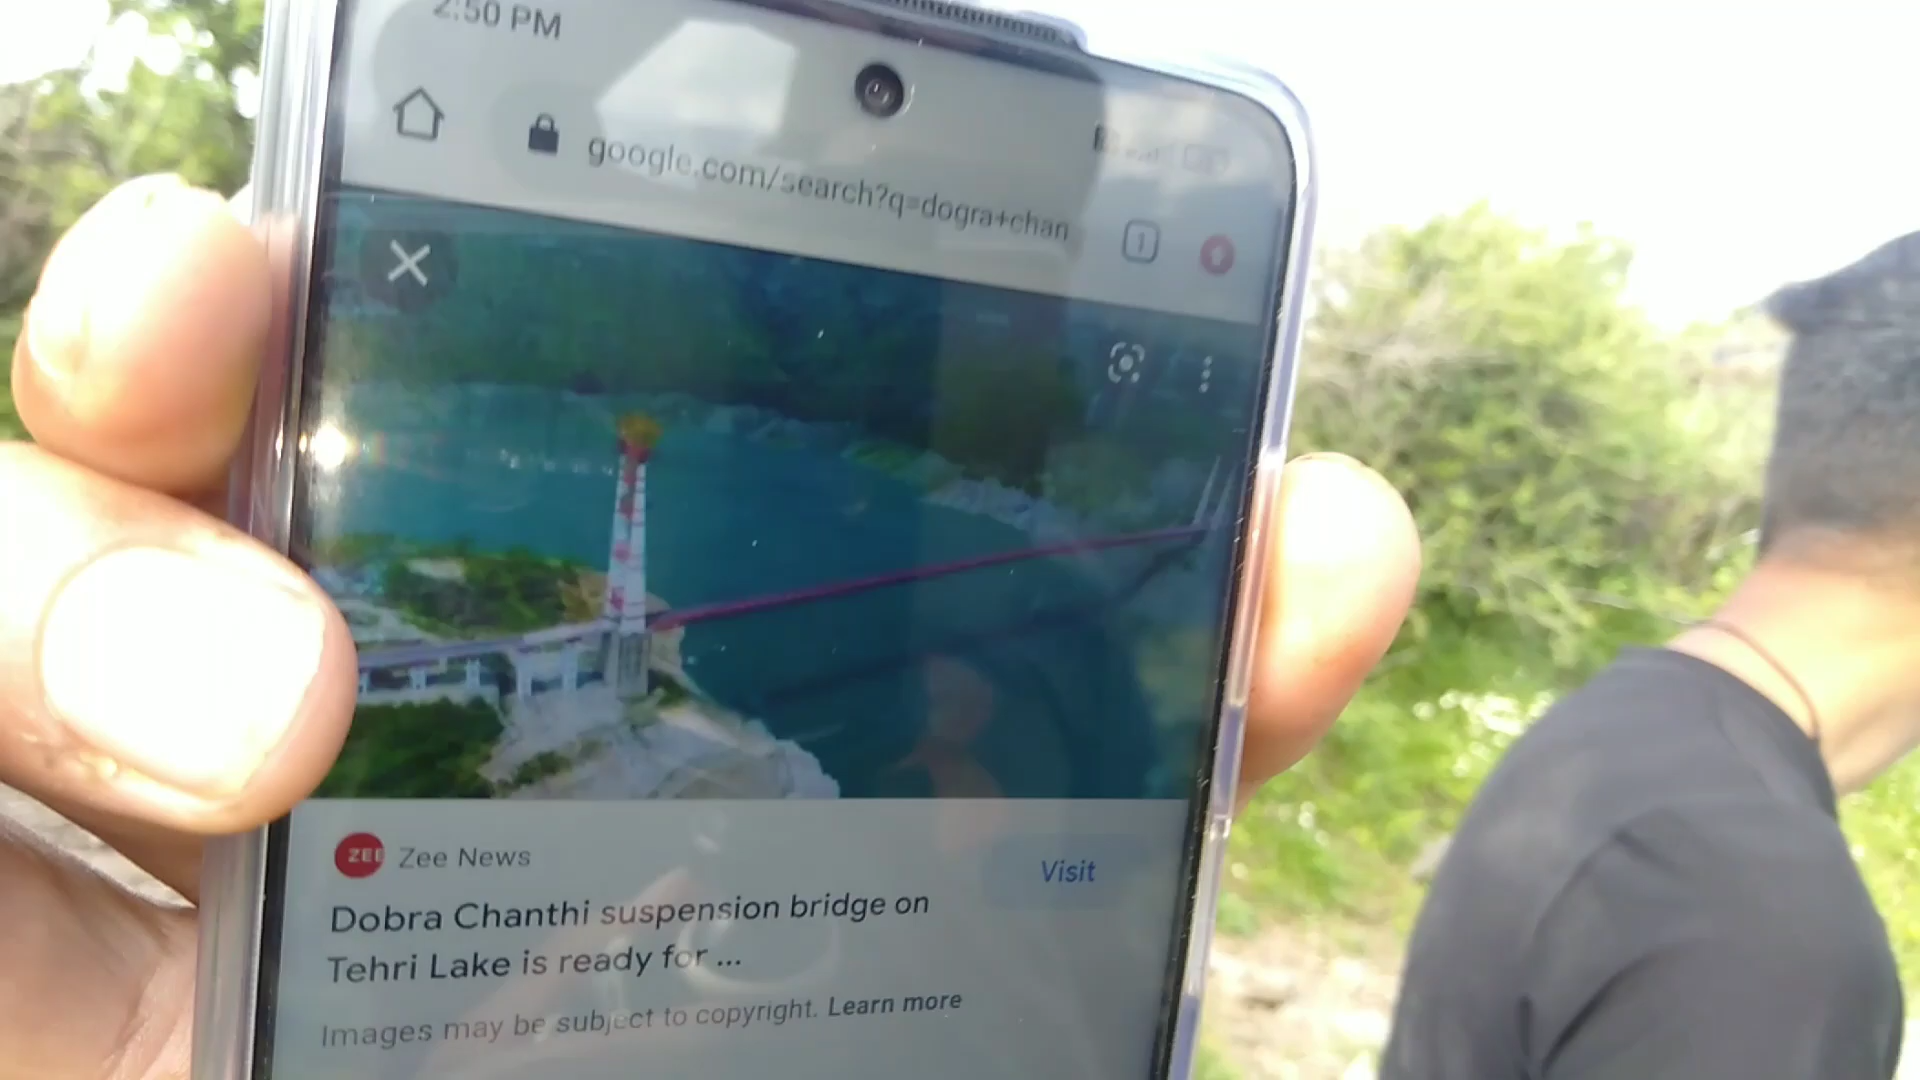 2:50 PM
google.com/search?q=dogra+chan
1
ZEE Zee News
Visit
Dobra Chanthi suspension bridge on
Tehri Lake is ready for ...
Images may be subject to copyright. Learn more